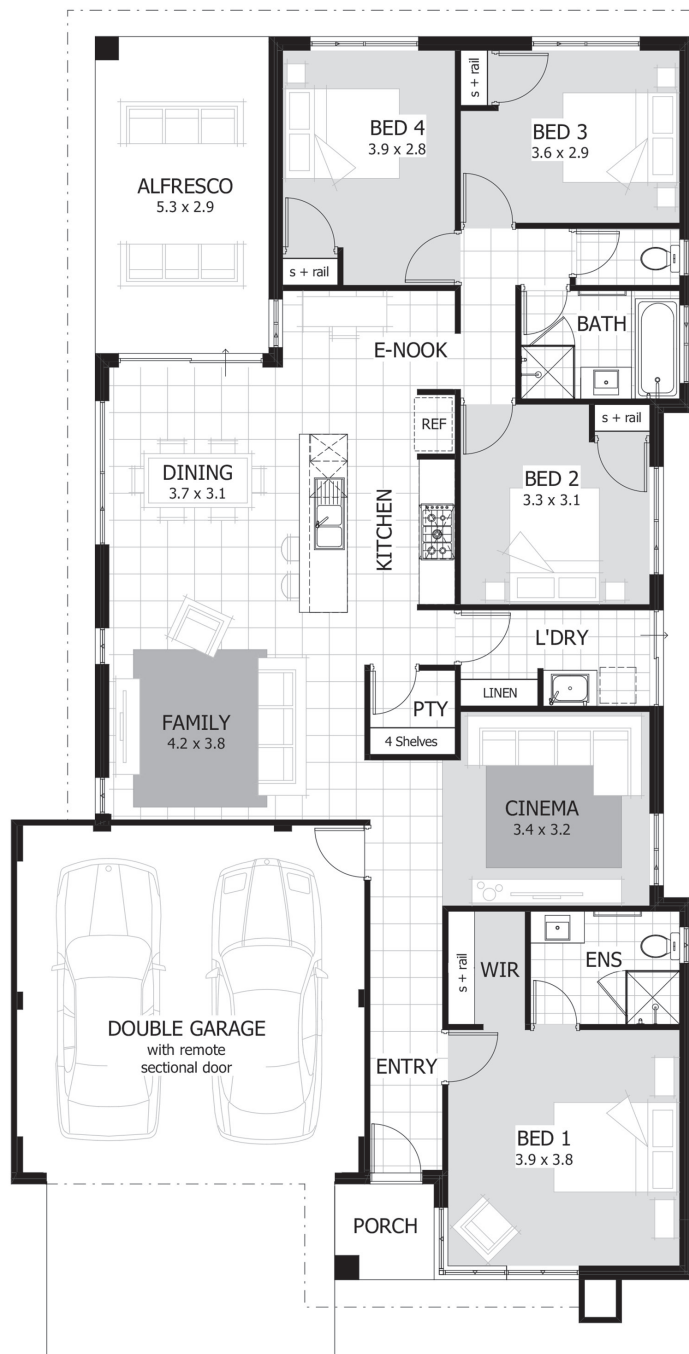 s + rail
BED 4
3.9 x 2.8
BED 3
3.6 x 2.9
ALFRESCO
5.3 x 2.9
s + rail
BATH
E-NOOK
REF
s + rail
DINING
3.7 x 3.1
BED 2
3.3 x 3.1
KITCHEN
L'DRY
LINEN
PTY
4 Shelves
FAMILY
4.2 x 3.8
CINEMA
3.4 x 3.2
s + rail
WIR
ENS
DOUBLE GARAGE
with remote
sectional door
ENTRY
BED 1
3.9 x 3.8
PORCH